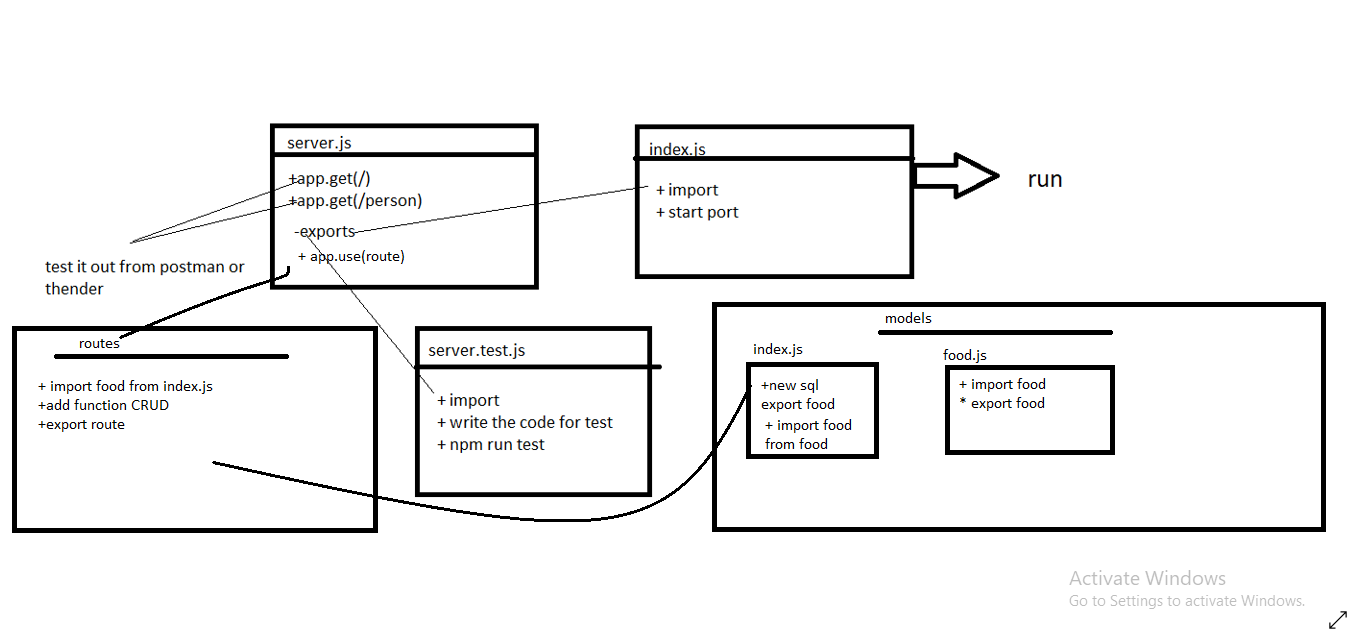 server.js
+app.get(/)
+app.get(/person)
-exports
+ app.use(route)
index.js
+ import
+ start port
run
test it out from postman or
thender
routes
+ import food from index.js
+add function CRUD
+export route
server.test.js
+ import
+ write the code for test
+ npm run test
models
index.js
+new sql
export food
+ import food
from food
food.js
+ import food
* export food
Activate Windows
Go to Settings to activate Windows.